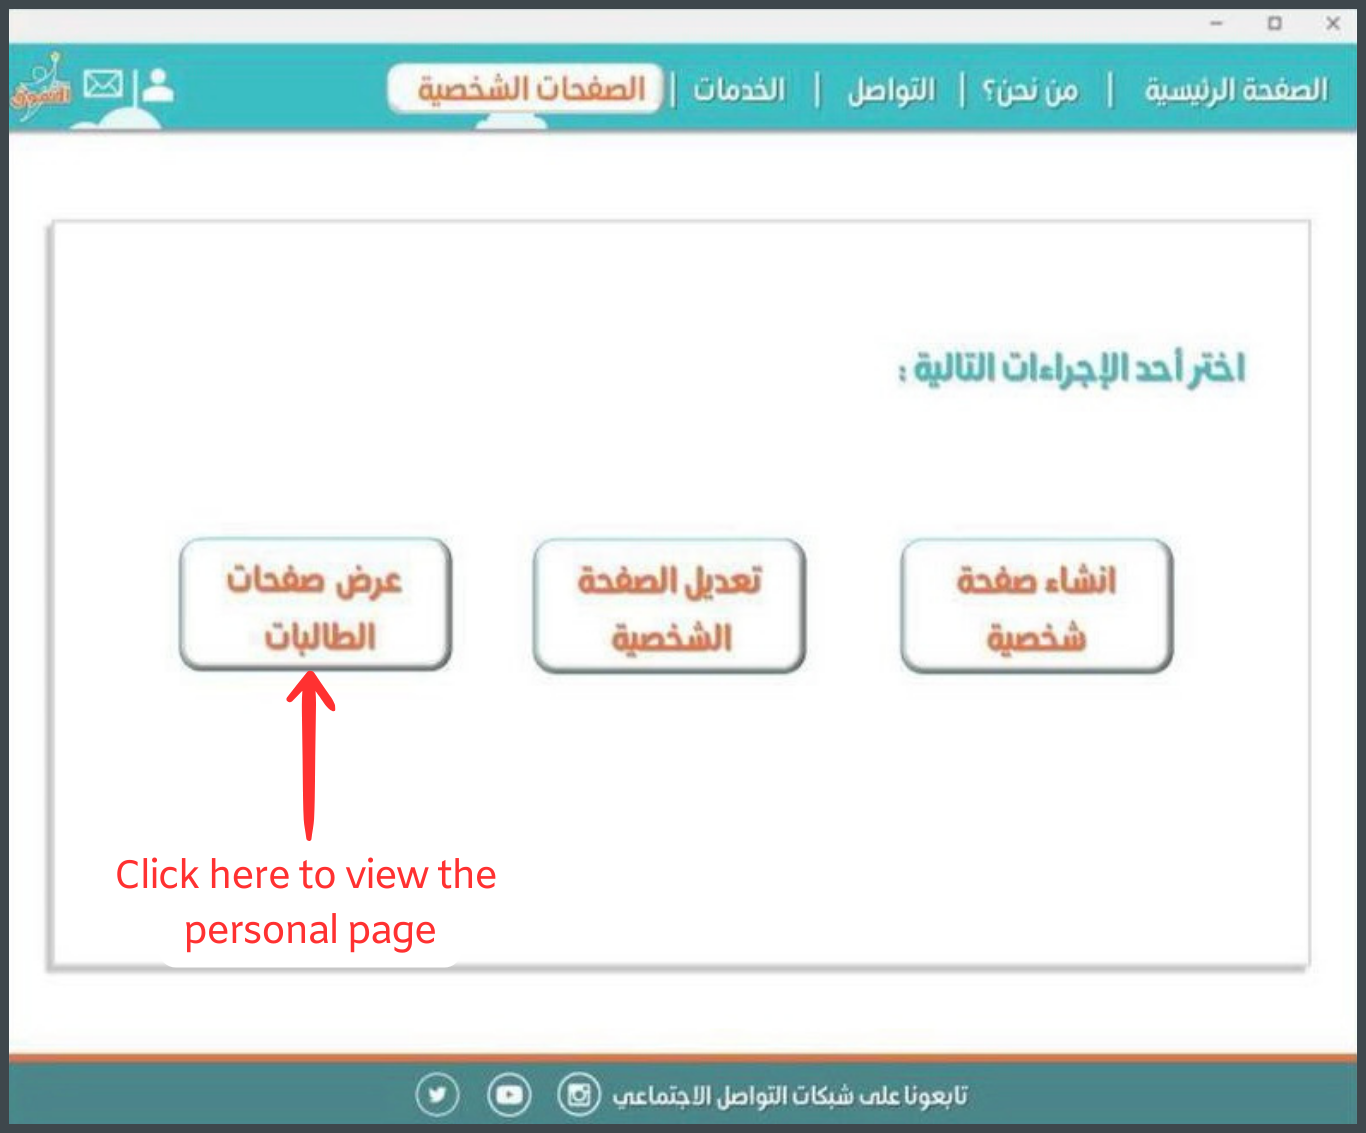 الصفحة الرئيسية | من نحن؟ | التواصل | الخدمات | الصفحات الشخصية
التفوق
اختر أحد الإجراءات التالية :
انشاء صفحة
شخصية
تعديل الصفحة
الشخصية
عرض صفحات
الطالبات
Click here to view the
personal page
تابعونا على شبكات التواصل الاجتماعي